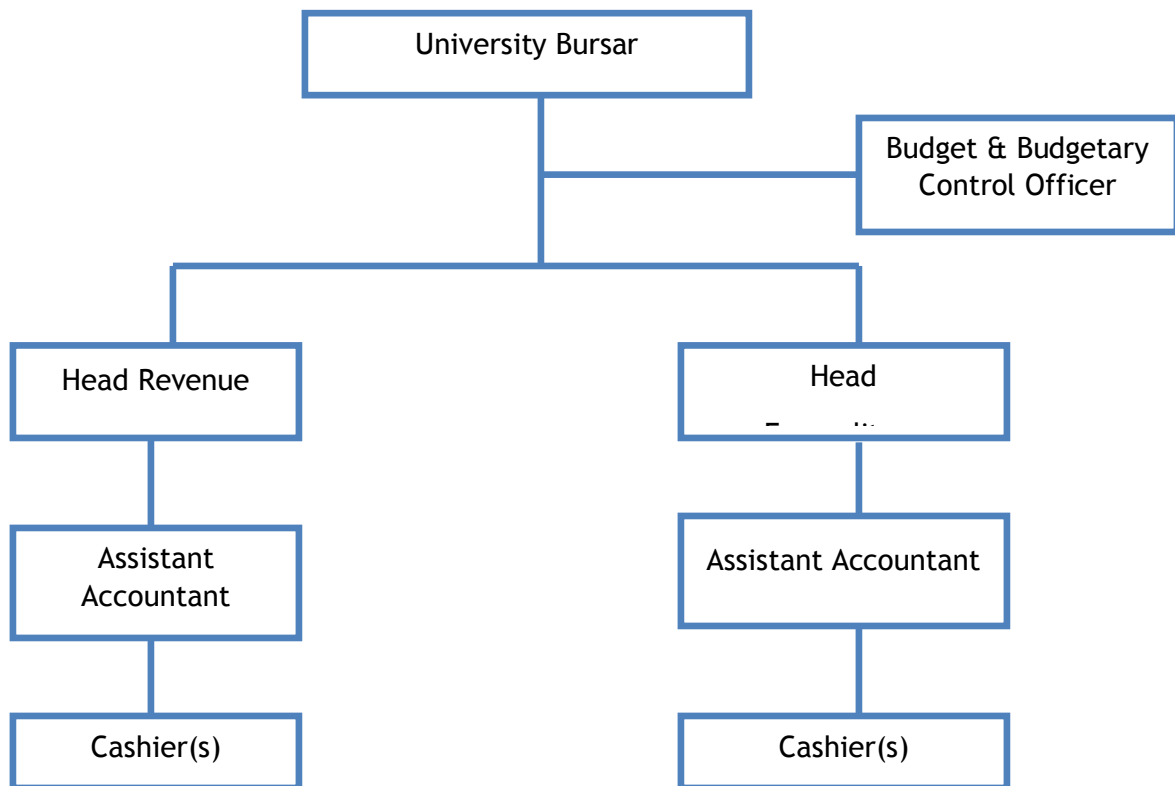 University Bursar
Budget & Budgetary
Control Officer
Head Revenue
Head
Assistant
Accountant
Assistant Accountant
Cashier(s)
Cashier(s)